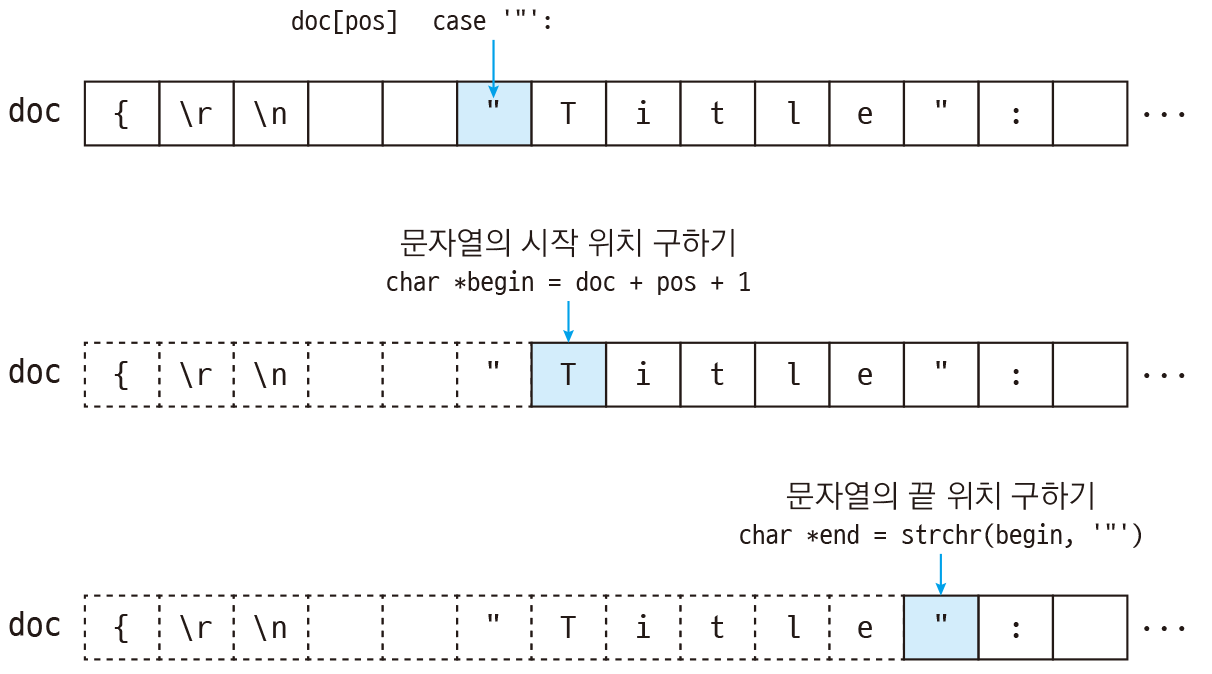 doc[pos] case '"':
doc { \r \n " T i t l e " : ...
문자열의 시작 위치 구하기
char *begin = doc + pos + 1
doc { \r \n " T i t l e " : ...
문자열의 끝 위치 구하기
char *end = strchr(begin, '"')
doc { \r \n " T i t l e " : ...